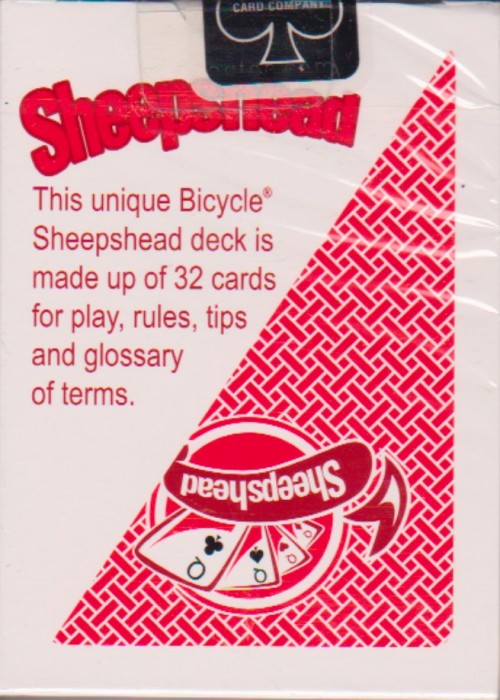 CARD COMPANY
Sheepshead
This unique Bicycle®
Sheepshead deck is
made up of 32 cards
for play, rules, tips
and glossary
of terms.
Sheepshead
Q
Q
Q
Q